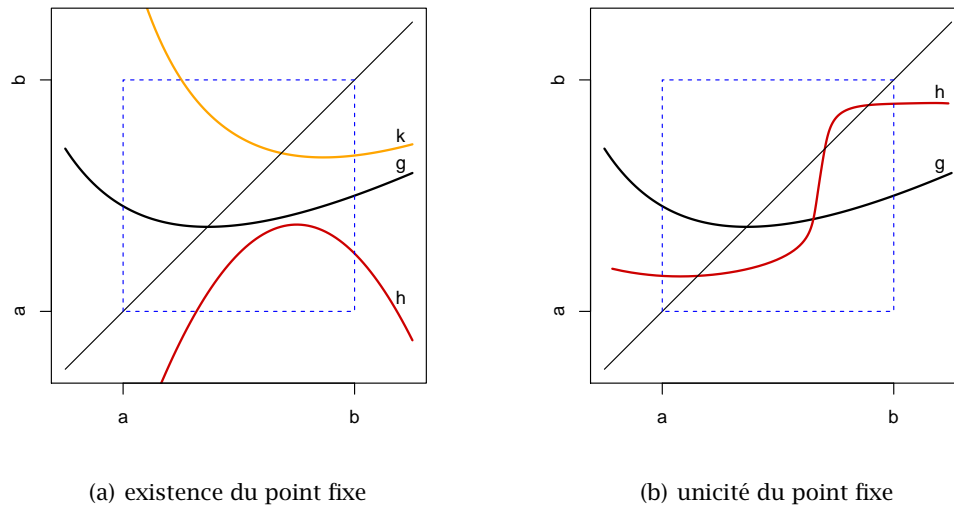 b
a
k
g
h
a
b
(a) existence du point fixe
b
a
h
g
a
b
(b) unicité du point fixe